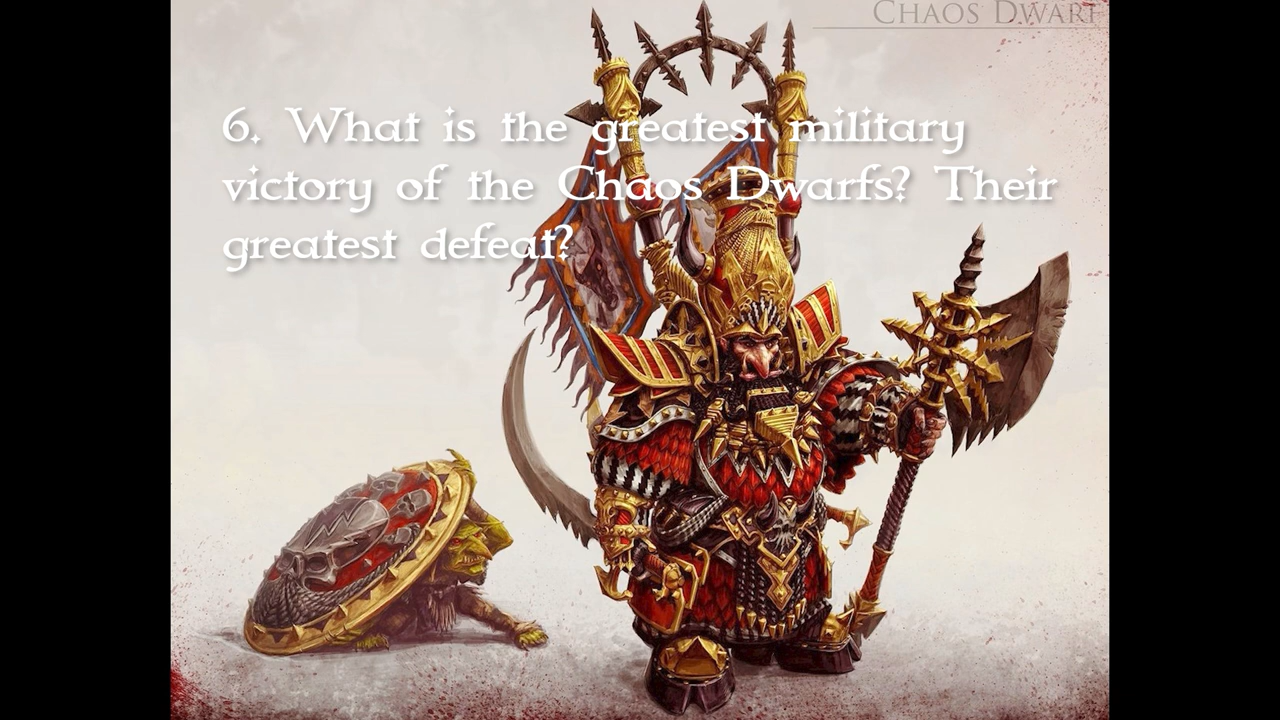 CHAOS DWARF
6. What is the greatest military
victory of the Chaos Dwarfs? Their
greatest defeat?